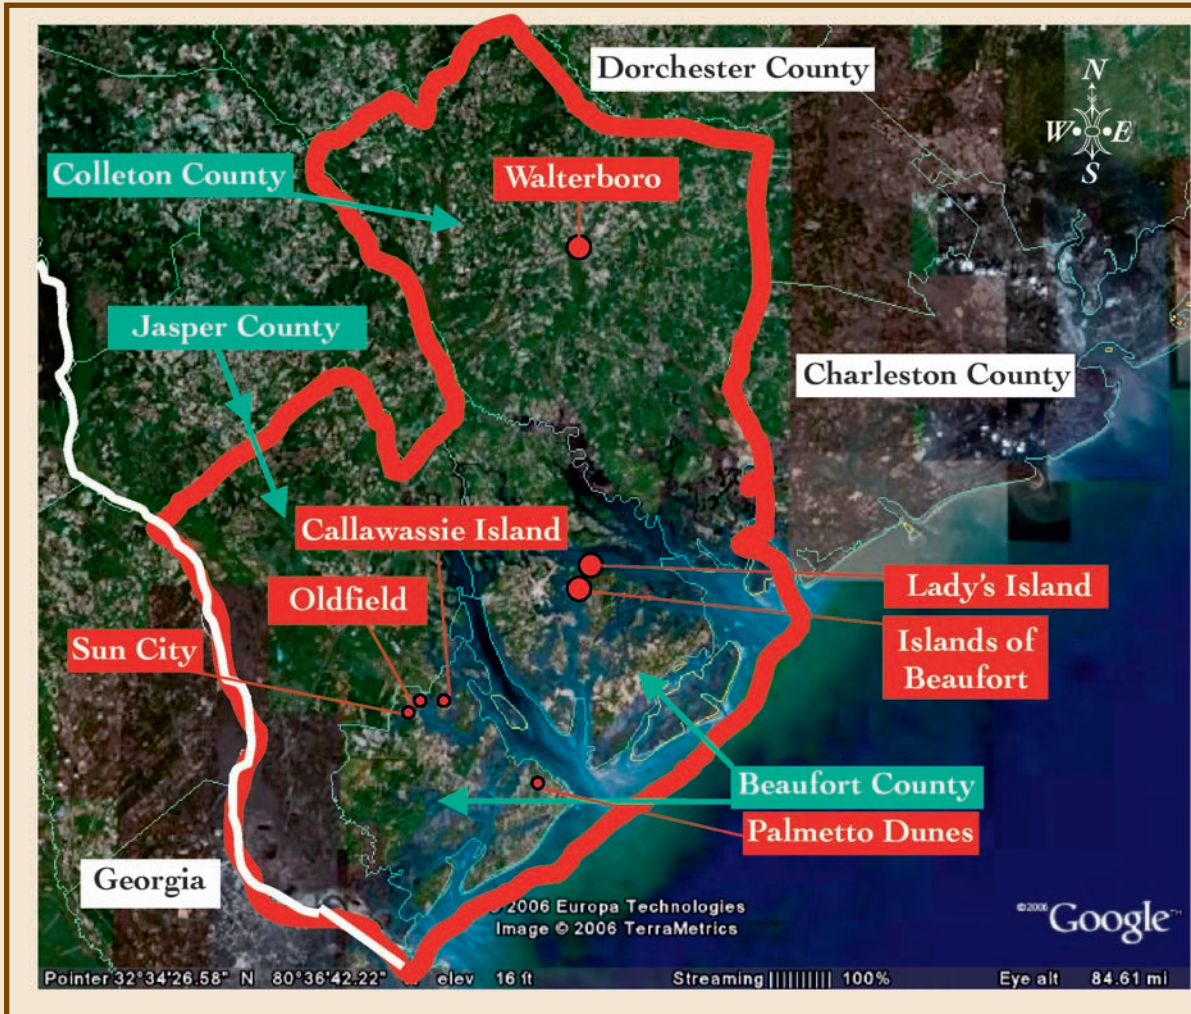 Dorchester County
N
W E
S
Colleton County
Walterboro
Jasper County
Charleston County
Callawassie Island
Oldfield
Lady's Island
Sun City
Islands of
Beaufort
Beaufort County
Palmetto Dunes
Georgia
2006 Europa Technologies
Image © 2006 TerraMetrics
©2006 Google™
Pointer 32°34'26.58" N 80°36'42.22" elev 16 ft Streaming |||||||||| 100% Eye alt 84.61 mi